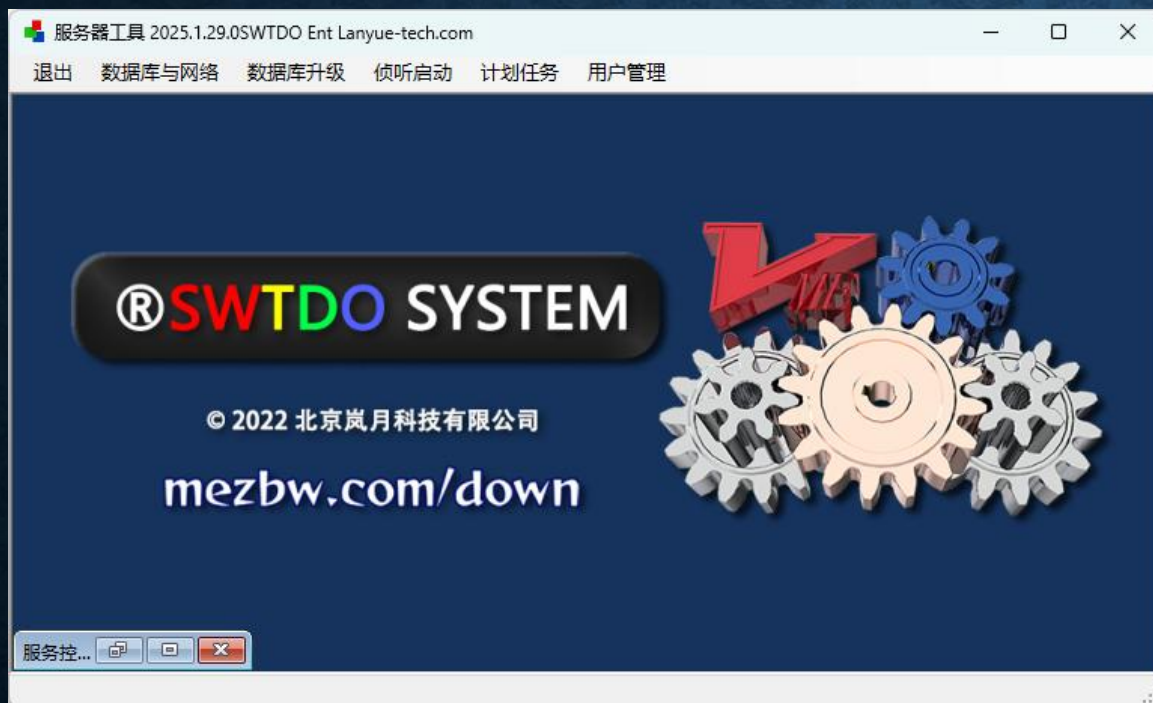 服务器工具 2025.1.29.0SWTDO Ent Lanyue-tech.com
退出 数据库与网络 数据库升级 侦听启动 计划任务 用户管理
®SWTDO SYSTEM
© 2022 北京岚月科技有限公司
mezbw.com/down
服务控...